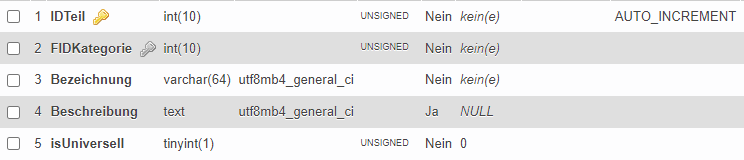 1 IDTeil int(10) UNSIGNED Nein kein(e) AUTO_INCREMENT
2 FIDKategorie int(10) UNSIGNED Nein kein(e)
3 Bezeichnung varchar(64) utf8mb4_general_ci Nein kein(e)
4 Beschreibung text utf8mb4_general_ci Ja NULL
5 isUniversell tinyint(1) UNSIGNED Nein 0